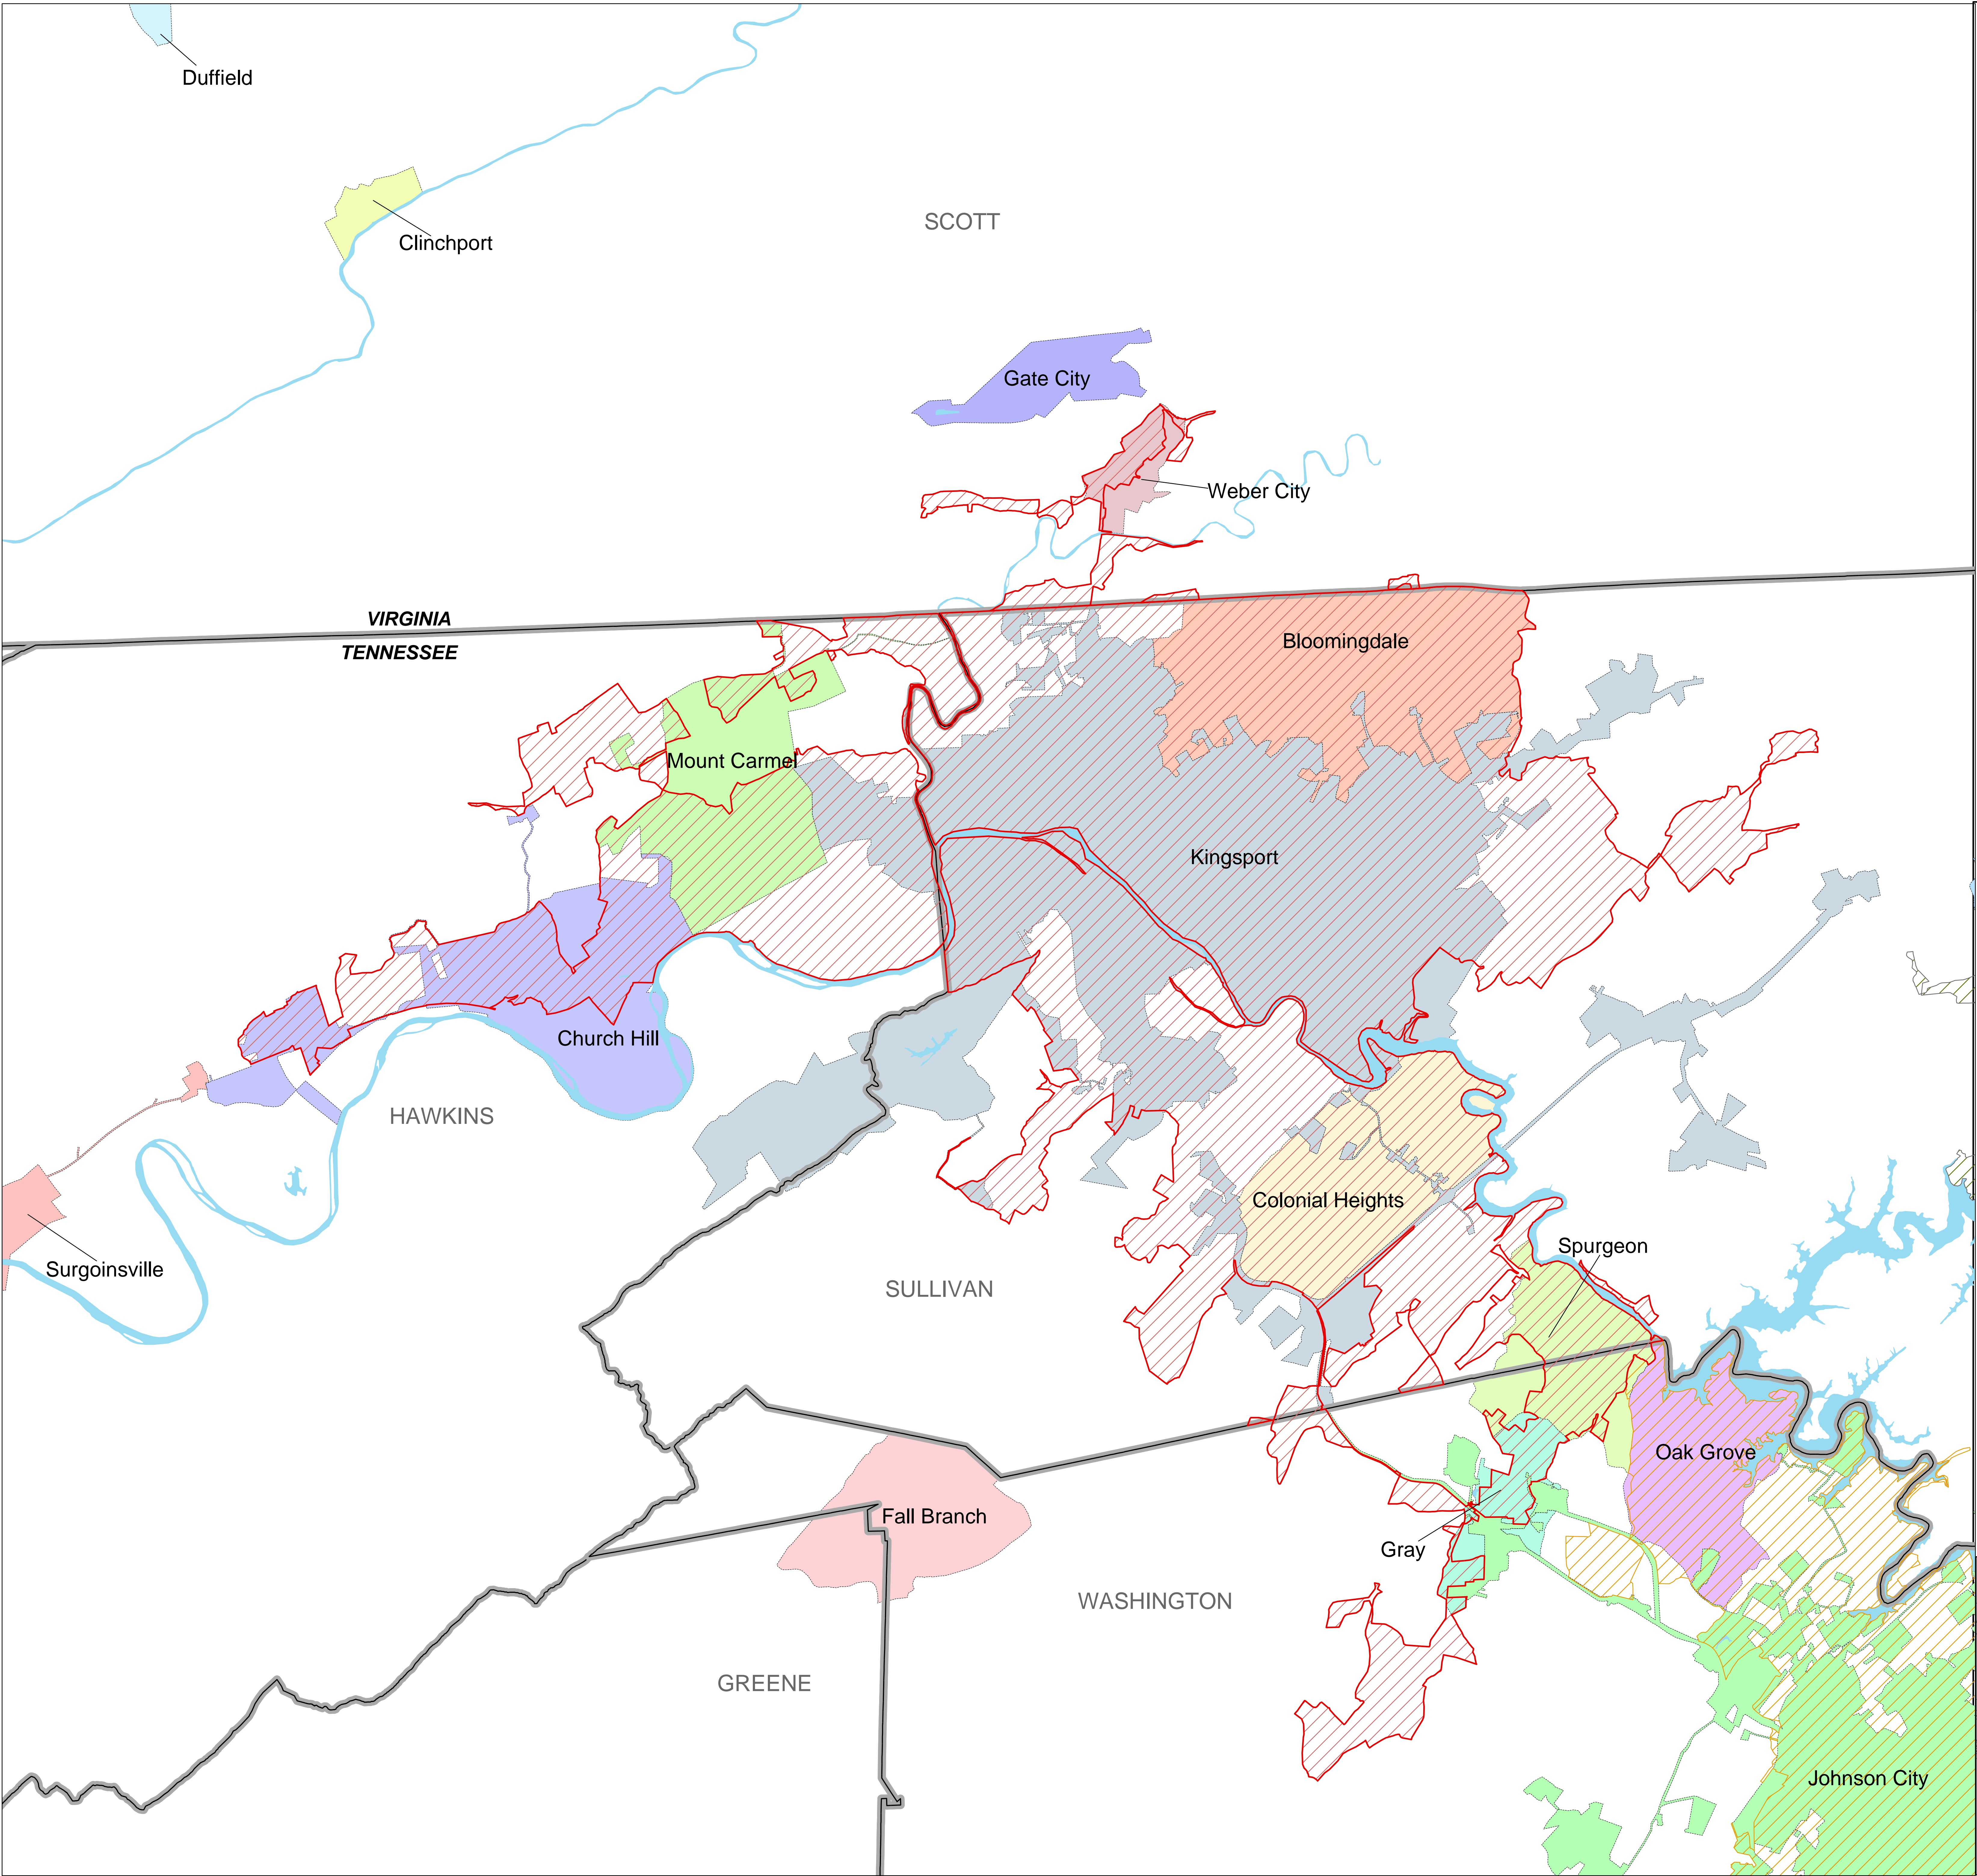 Duffield
SCOTT
Clinchport
Gate City
Weber City
VIRGINIA
Bloomingdale
TENNESSEE
Mount Carmel
Kingsport
Church Hill
HAWKINS
Colonial Heights
Spurgeon
Surgoinsville
SULLIVAN
Oak Grove
Fall Branch
Gray
WASHINGTON
GREENE
Johnson City